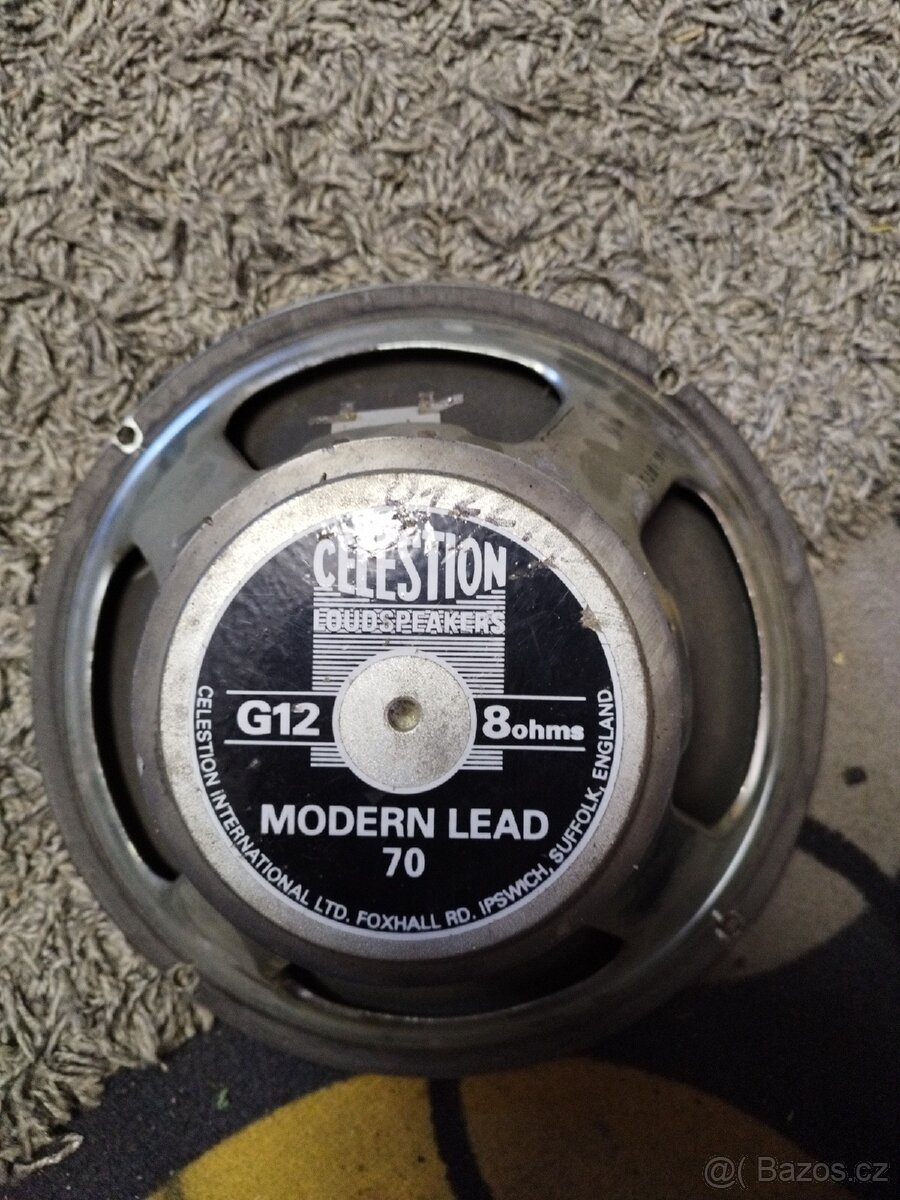 CELESTION
LOUDSPEAKERS
G12
8ohms
MODERN LEAD
70
CELESTION INTERNATIONAL LTD. FOXHALL RD. IPSWICH, SUFFOLK, ENGLAND
@( Bazos.cz